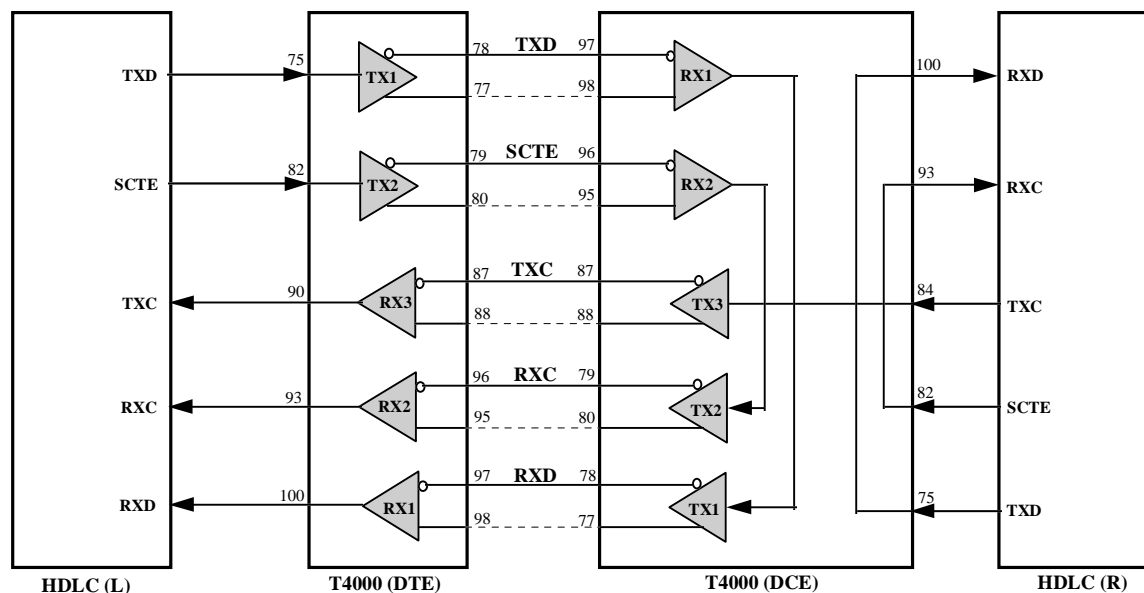 TXD 75 TX1 78 TXD 97 RX1 100 RXD
77 98
SCTE 82 TX2 79 SCTE 96 RX2 93 RXC
80 95
TXC 90 RX3 87 TXC 87 TX3 84 TXC
88 88
RXC 93 RX2 96 RXC 79 TX2 82 SCTE
95 80
RXD 100 RX1 97 RXD 78 TX1 75 TXD
98 77
HDLC (L) T4000 (DTE) T4000 (DCE) HDLC (R)